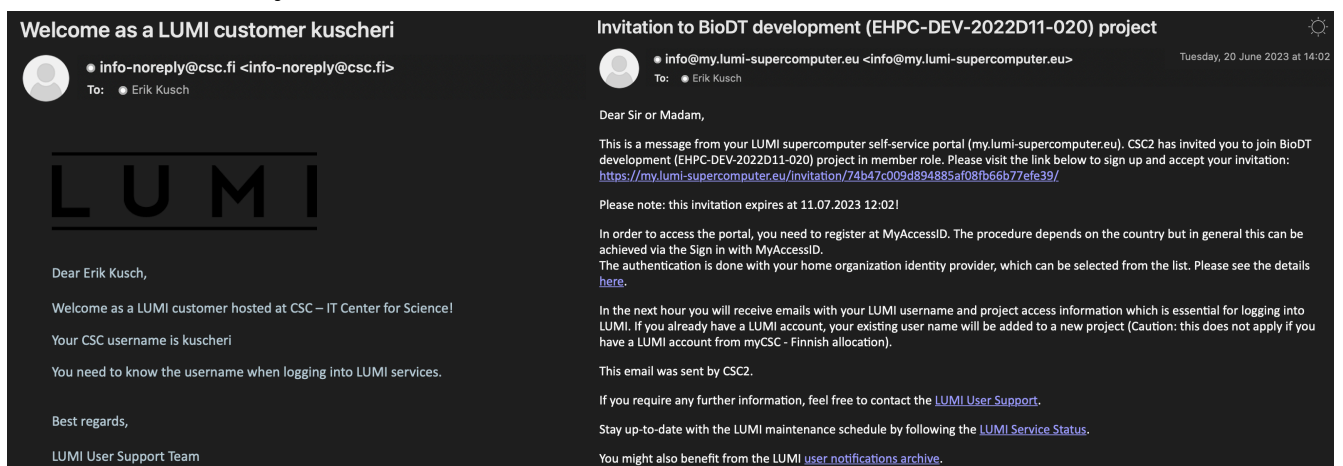 Welcome as a LUMI customer kuscheri
info-noreply@csc.fi <info-noreply@csc.fi>
To: Erik Kusch
LUMI
Dear Erik Kusch,
Welcome as a LUMI customer hosted at CSC – IT Center for Science!
Your CSC username is kuscheri
You need to know the username when logging into LUMI services.
Best regards,
LUMI User Support Team
Invitation to BioDT development (EHPC-DEV-2022D11-020) project
info@my.lumi-supercomputer.eu <info@my.lumi-supercomputer.eu>
Tuesday, 20 June 2023 at 14:02
To: Erik Kusch
Dear Sir or Madam,
This is a message from your LUMI supercomputer self-service portal (my.lumi-supercomputer.eu). CSC2 has invited you to join BioDT
development (EHPC-DEV-2022D11-020) project in member role. Please visit the link below to sign up and accept your invitation:
https://my.lumi-supercomputer.eu/invitation/74b47c009d894885af08fb66b77efe39/
Please note: this invitation expires at 11.07.2023 12:02!
In order to access the portal, you need to register at MyAccessID. The procedure depends on the country but in general this can be
achieved via the Sign in with MyAccessID.
The authentication is done with your home organization identity provider, which can be selected from the list. Please see the details
here.
In the next hour you will receive emails with your LUMI username and project access information which is essential for logging into
LUMI. If you already have a LUMI account, your existing user name will be added to a new project (Caution: this does not apply if you
have a LUMI account from myCSC - Finnish allocation).
This email was sent by CSC2.
If you require any further information, feel free to contact the LUMI User Support.
Stay up-to-date with the LUMI maintenance schedule by following the LUMI Service Status.
You might also benefit from the LUMI user notifications archive.